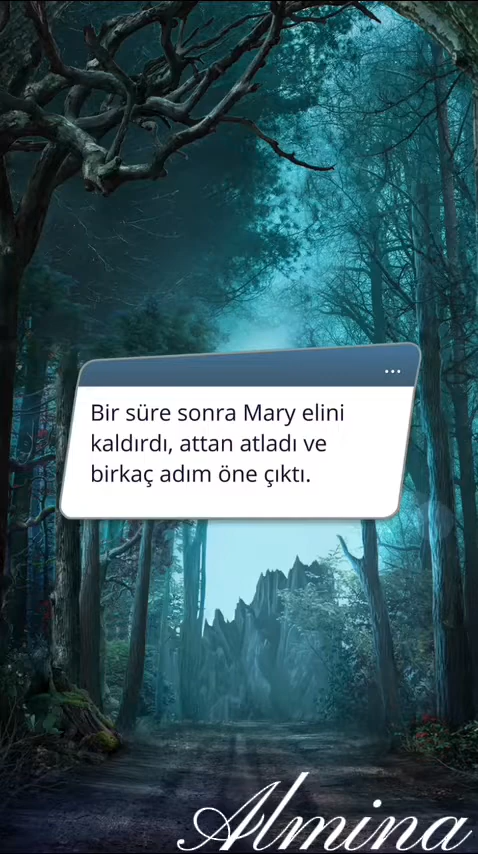 ...
Bir süre sonra Mary elini
kaldırdı, attan atladı ve
birkaç adım öne çıktı.
Almina